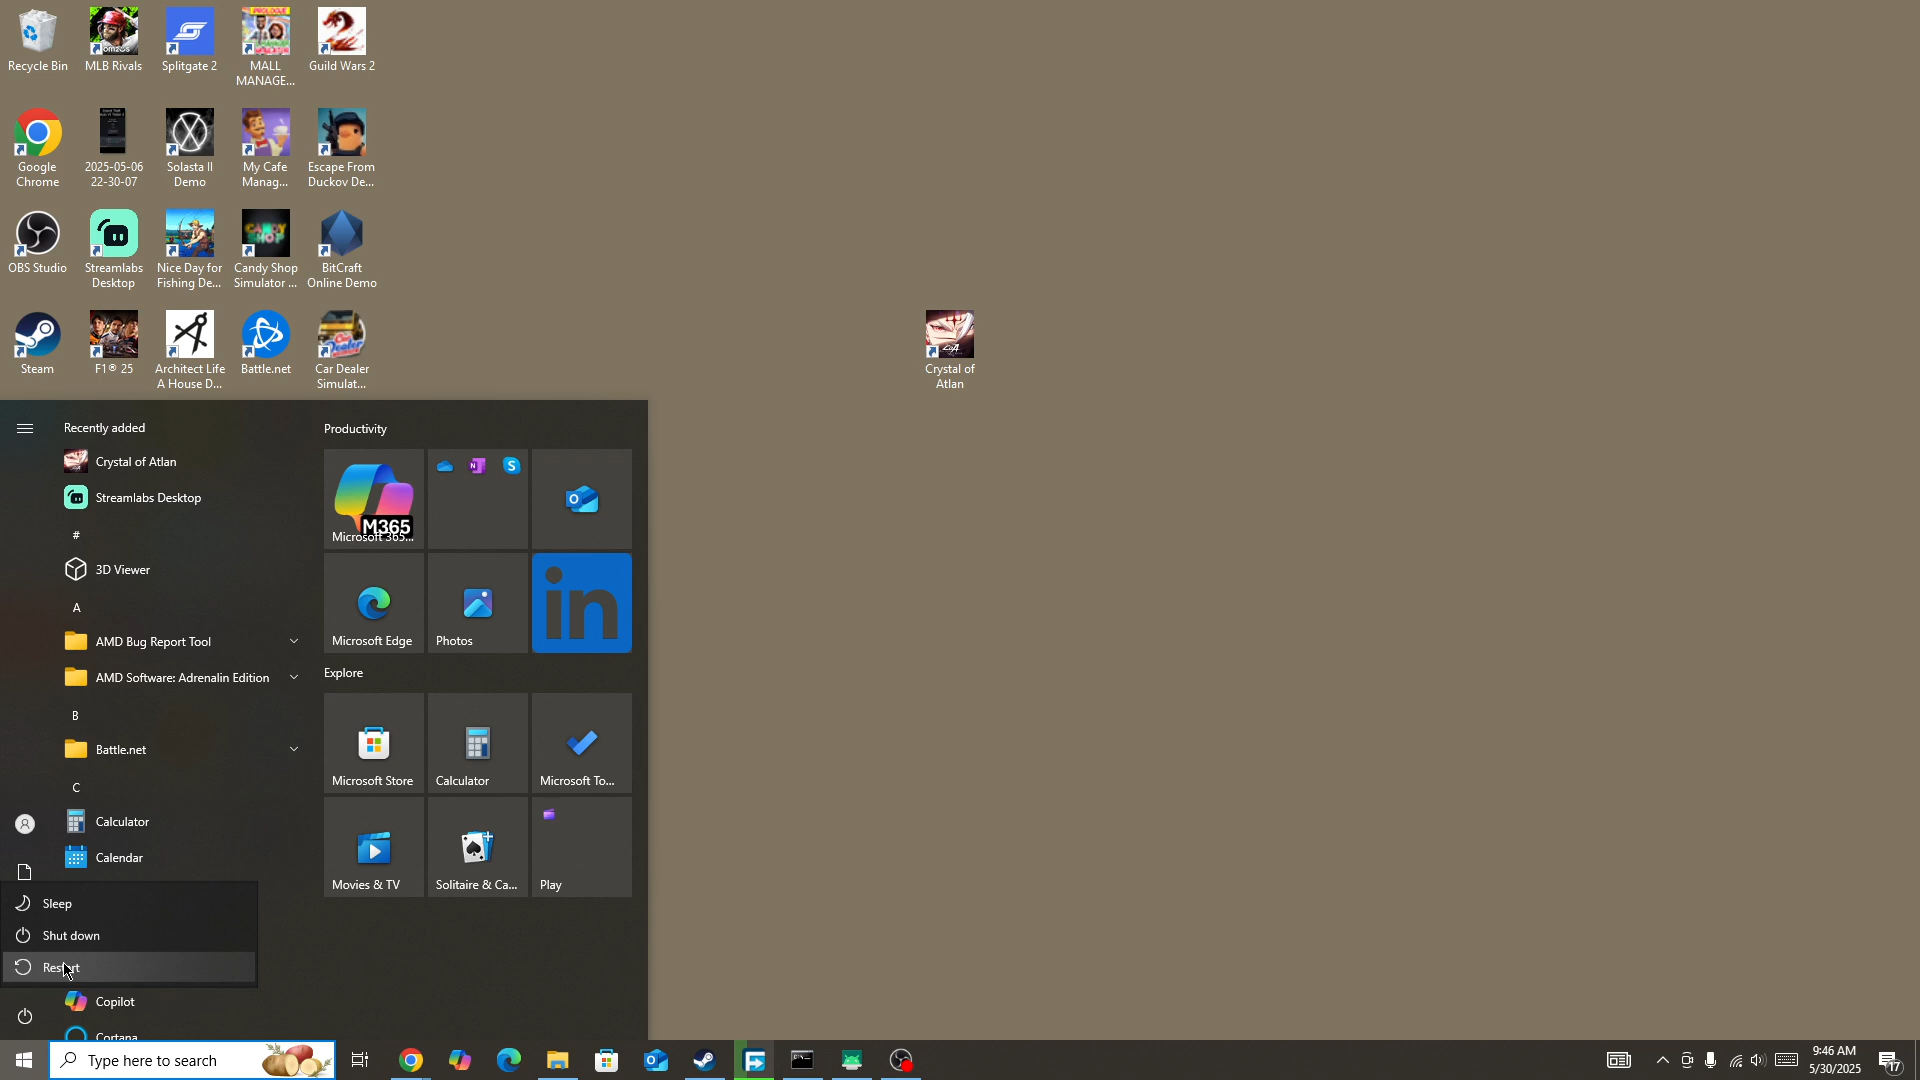 Recycle Bin
MLB Rivals
Splitgate 2
MALL
MANAGE...
Guild Wars 2
Google
Chrome
2025-05-06
22-30-07
Solasta II
Demo
My Cafe
Manag...
Escape From
Duckov De...
OBS Studio
Streamlabs
Desktop
Nice Day for
Fishing De...
CANDY
SHOP
Candy Shop
Simulator ...
BitCraft
Online Demo
Steam
F1® 25
Architect Life
A House D...
Battle.net
Car Dealer
Simulat...
Crystal of
Atlan
Recently added
Crystal of Atlan
Streamlabs Desktop
#
3D Viewer
A
AMD Bug Report Tool
AMD Software: Adrenalin Edition
B
Battle.net
C
Calculator
Calendar
Sleep
Shut down
Restart
Copilot
Cortana
Productivity
M365
Microsoft 365...
Microsoft Edge
Photos
in
Explore
Microsoft Store
Calculator
Microsoft To...
Movies & TV
Solitaire & Ca...
Play
Type here to search
9:46 AM
5/30/2025
17